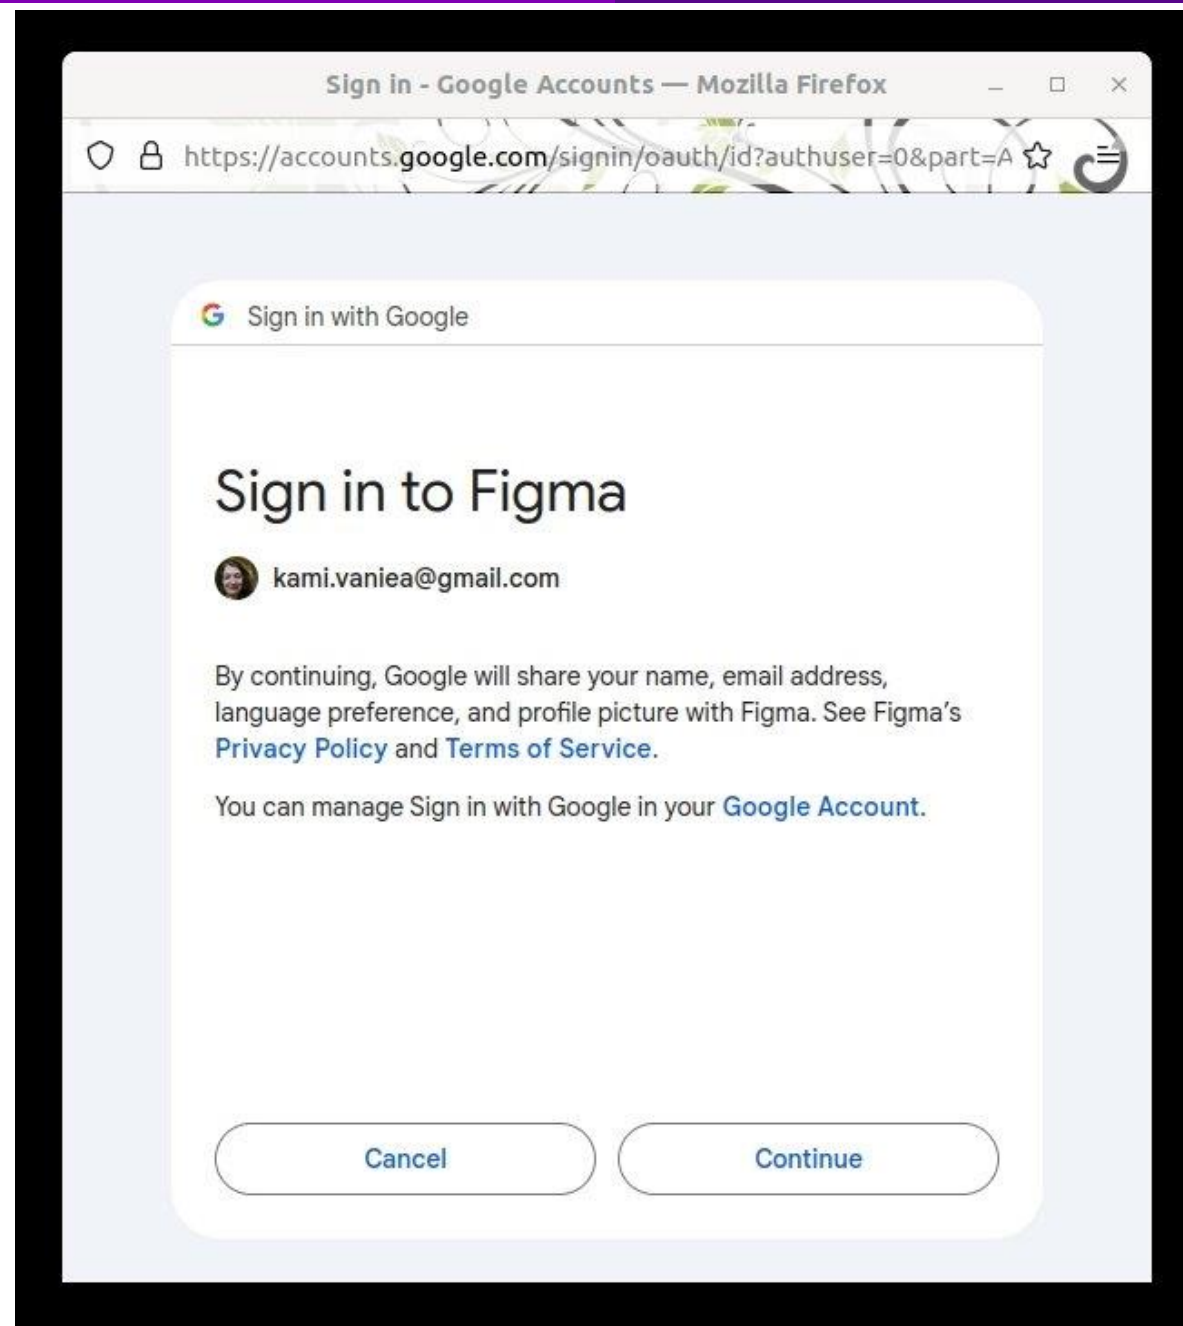 Sign in - Google Accounts — Mozilla Firefox
https://accounts.google.com/signin/oauth/id?authuser=0&part=A
Sign in with Google
Sign in to Figma
kami.vaniea@gmail.com
By continuing, Google will share your name, email address,
language preference, and profile picture with Figma. See Figma’s
Privacy Policy and Terms of Service.
You can manage Sign in with Google in your Google Account.
Cancel Continue